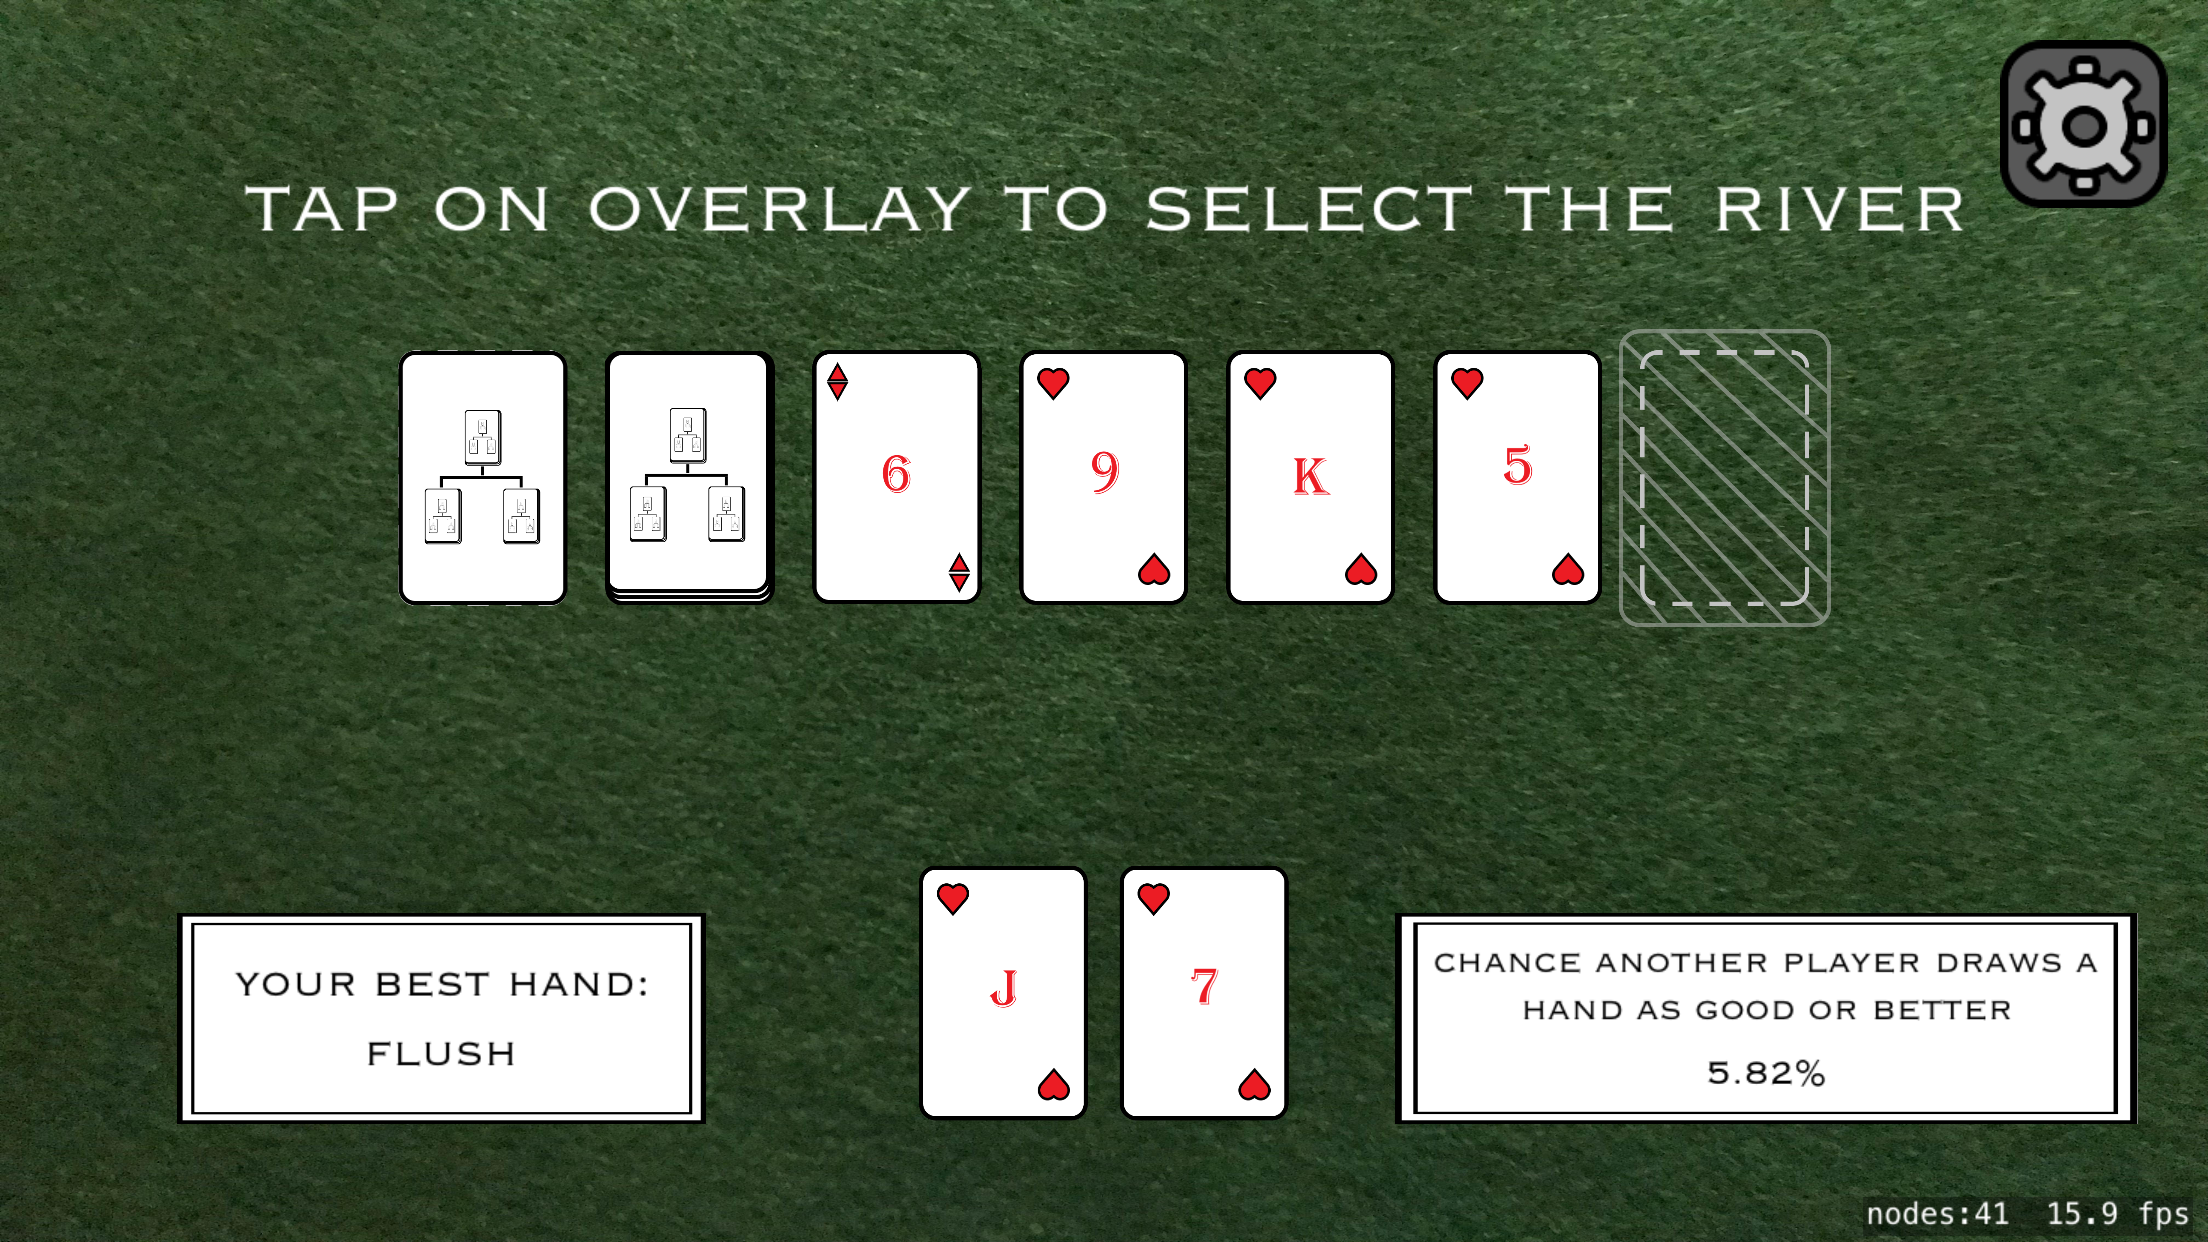 TAP ON OVERLAY TO SELECT THE RIVER
6
9
K
5
J
7
YOUR BEST HAND:
FLUSH
CHANCE ANOTHER PLAYER DRAWS A
HAND AS GOOD OR BETTER
5.82%
nodes:41 15.9 fps